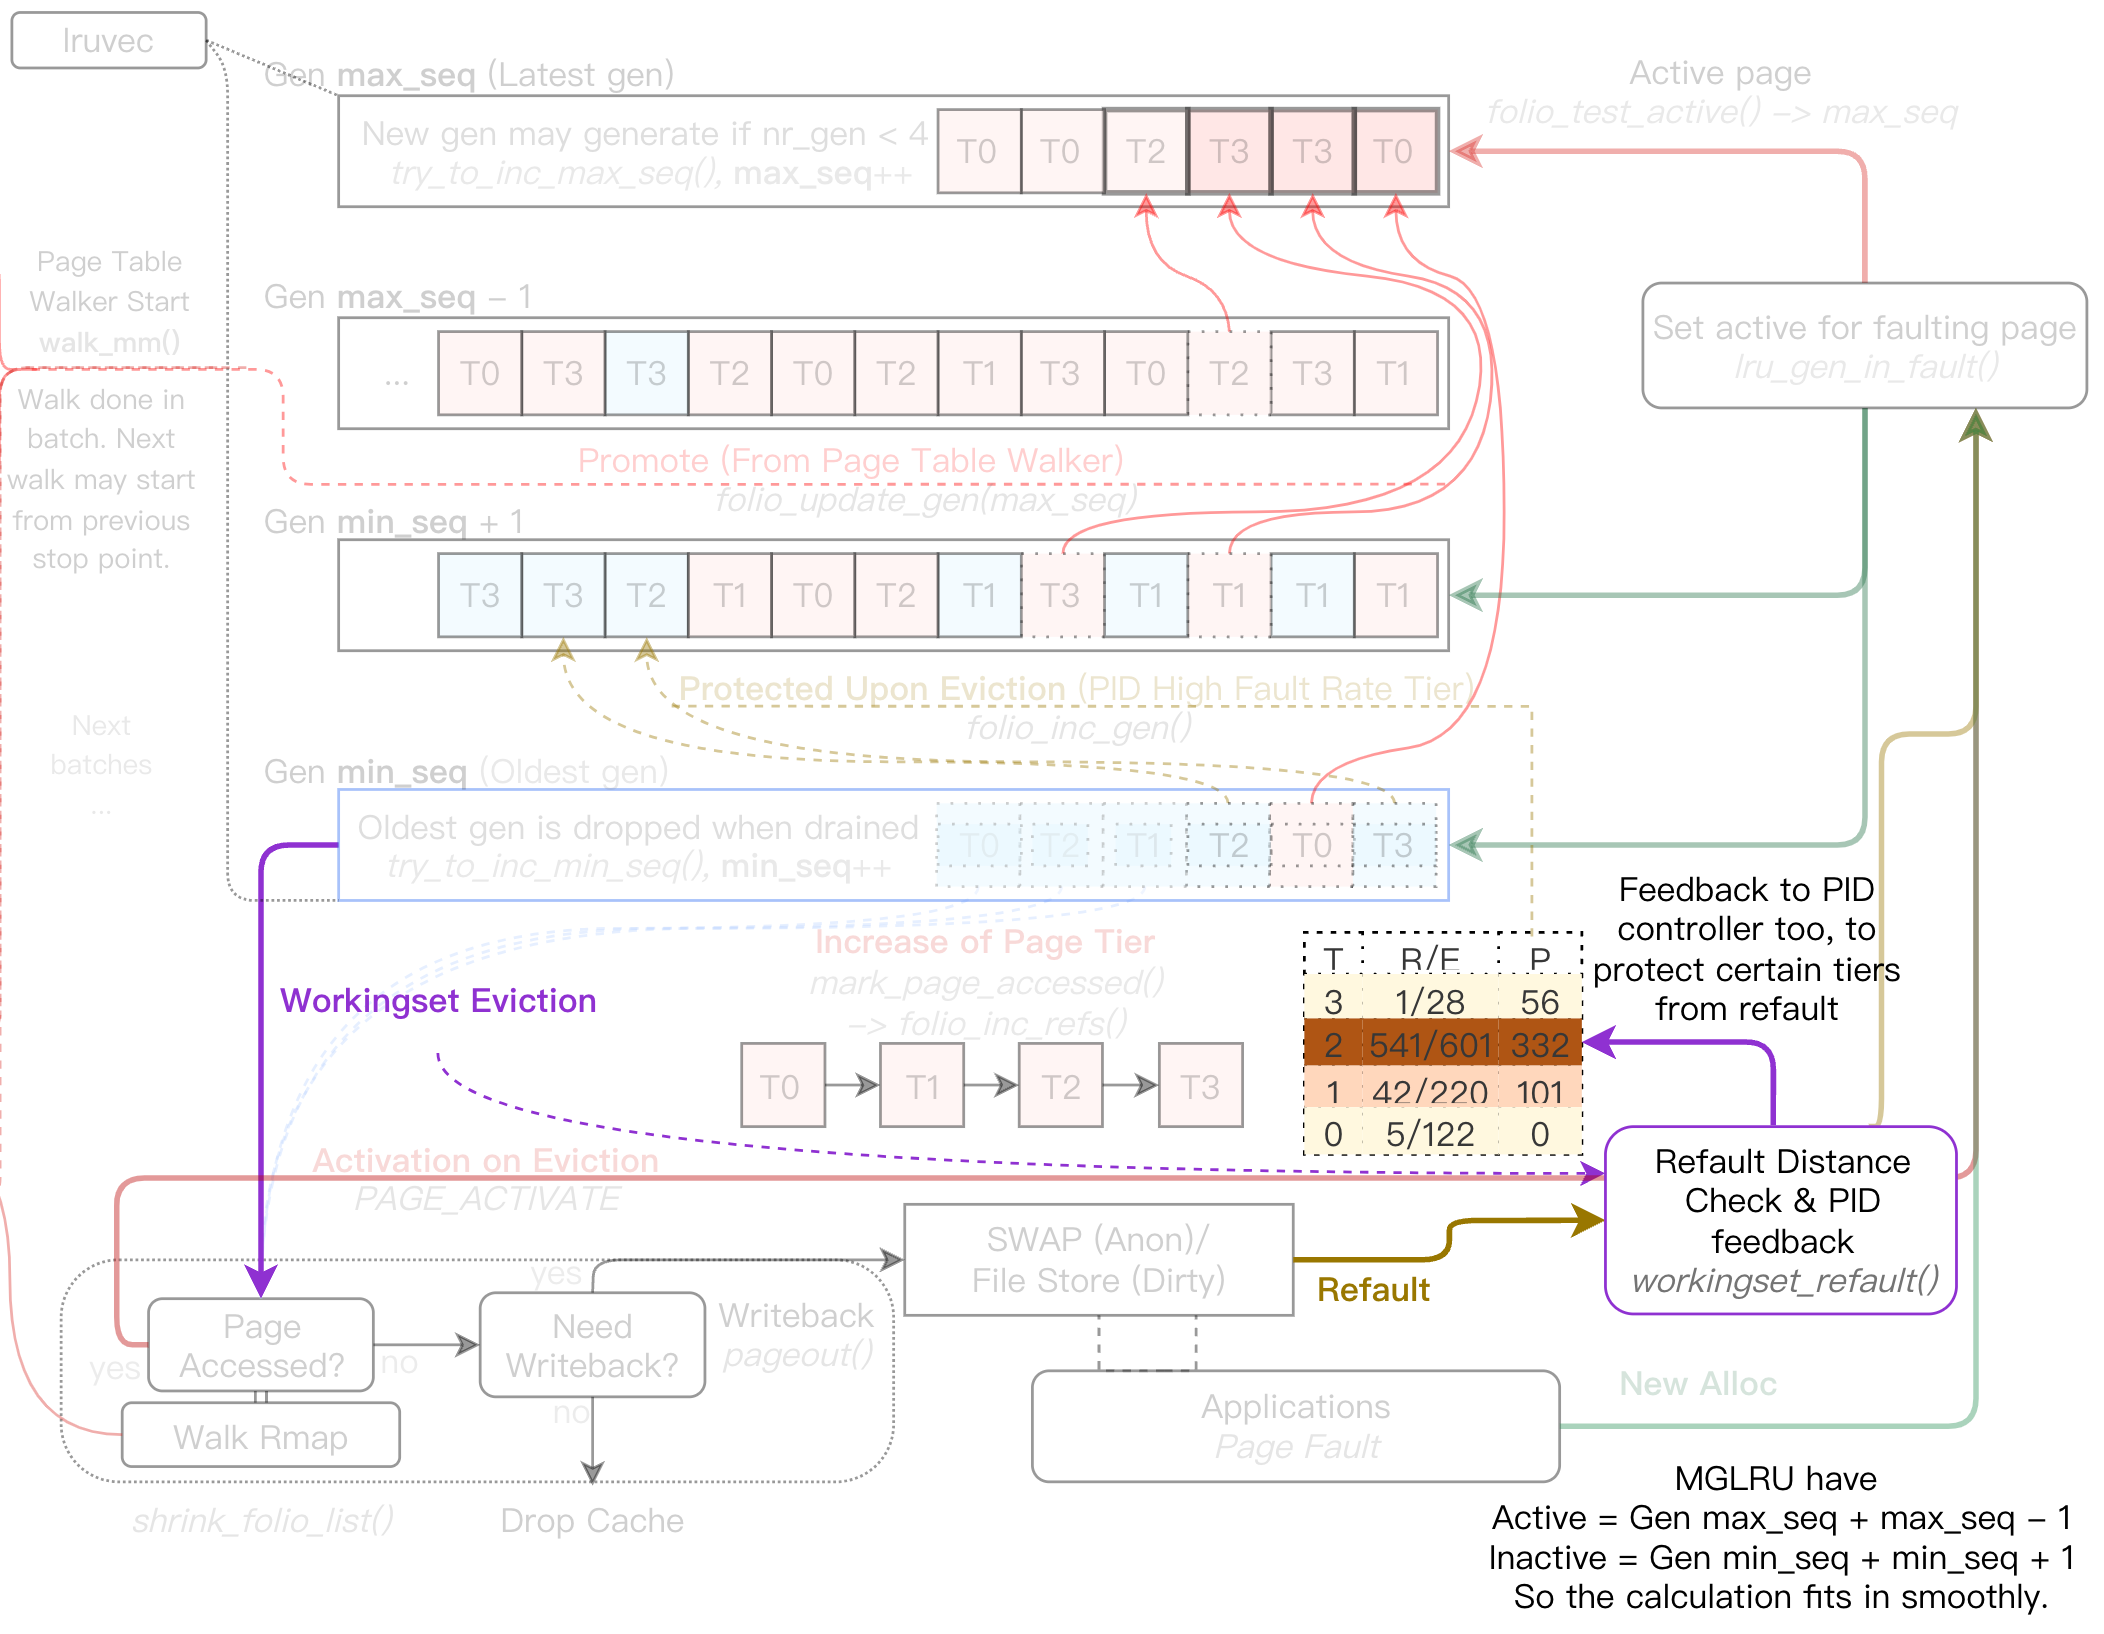 lruvec
Gen max_seq (Latest gen)
New gen may generate if nr_gen < 4
try_to_inc_max_seq(), max_seq++
T0 T0 T2 T3 T3 T0
Active page
folio_test_active() -> max_seq
Page Table
Walker Start
walk_mm()
Walk done in
batch. Next
walk may start
from previous
stop point.
Next
batches
...
Gen max_seq – 1
... T0 T3 T3 T2 T0 T2 T1 T3 T0 T2 T3 T1
Set active for faulting page
lru_gen_in_fault()
Promote (From Page Table Walker)
folio_update_gen(max_seq)
Gen min_seq + 1
T3 T3 T2 T1 T0 T2 T1 T3 T1 T1 T1 T1
Protected Upon Eviction (PID High Fault Rate Tier)
folio_inc_gen()
Gen min_seq (Oldest gen)
Oldest gen is dropped when drained
try_to_inc_min_seq(), min_seq++
T0 T2 T1 T2 T0 T3
Feedback to PID
controller too, to
protect certain tiers
from refault
Workingset Eviction
Increase of Page Tier
mark_page_accessed()
-> folio_inc_refs()
T0 T1 T2 T3
T R/E P
3 1/28 56
2 541/601 332
1 42/220 101
0 5/122 0
Activation on Eviction
PAGE_ACTIVATE
Refault Distance
Check & PID
feedback
workingset_refault()
SWAP (Anon)/
File Store (Dirty)
Refault
yes
Page
Accessed?
yes
no
Need
Writeback?
no
Writeback
pageout()
Walk Rmap
shrink_folio_list()
Drop Cache
Applications
Page Fault
New Alloc
MGLRU have
Active = Gen max_seq + max_seq – 1
Inactive = Gen min_seq + min_seq + 1
So the calculation fits in smoothly.